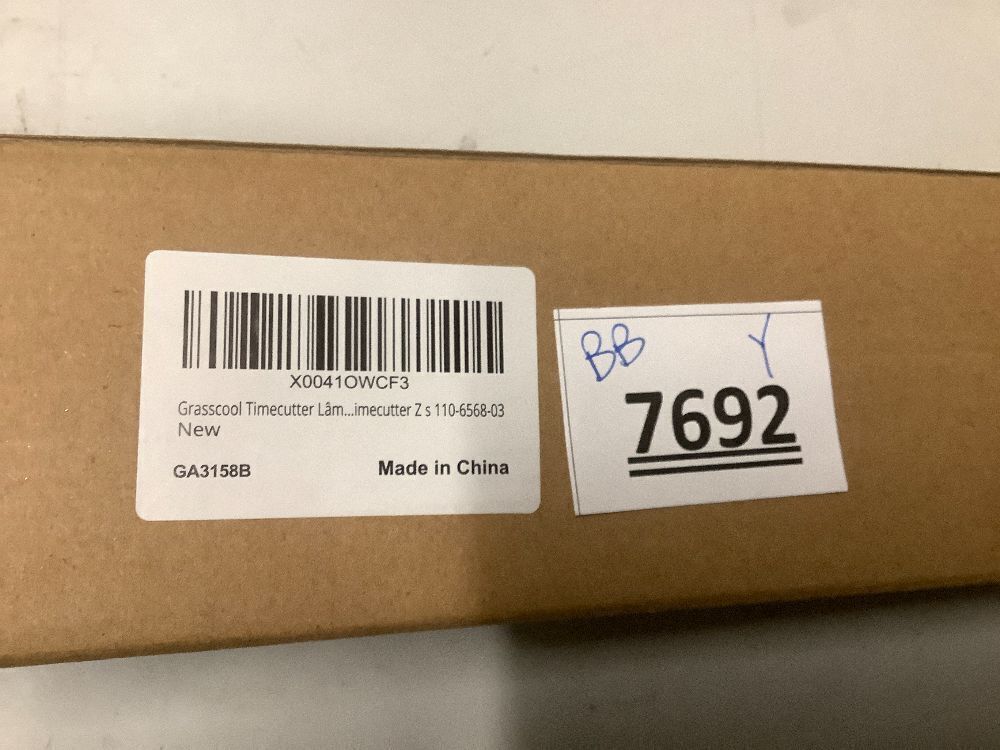 X0041OWCF3
Grasscool Timecutter Lâm...imecutter Z s 110-6568-03
New
GA3158B Made in China
BB Y
7692